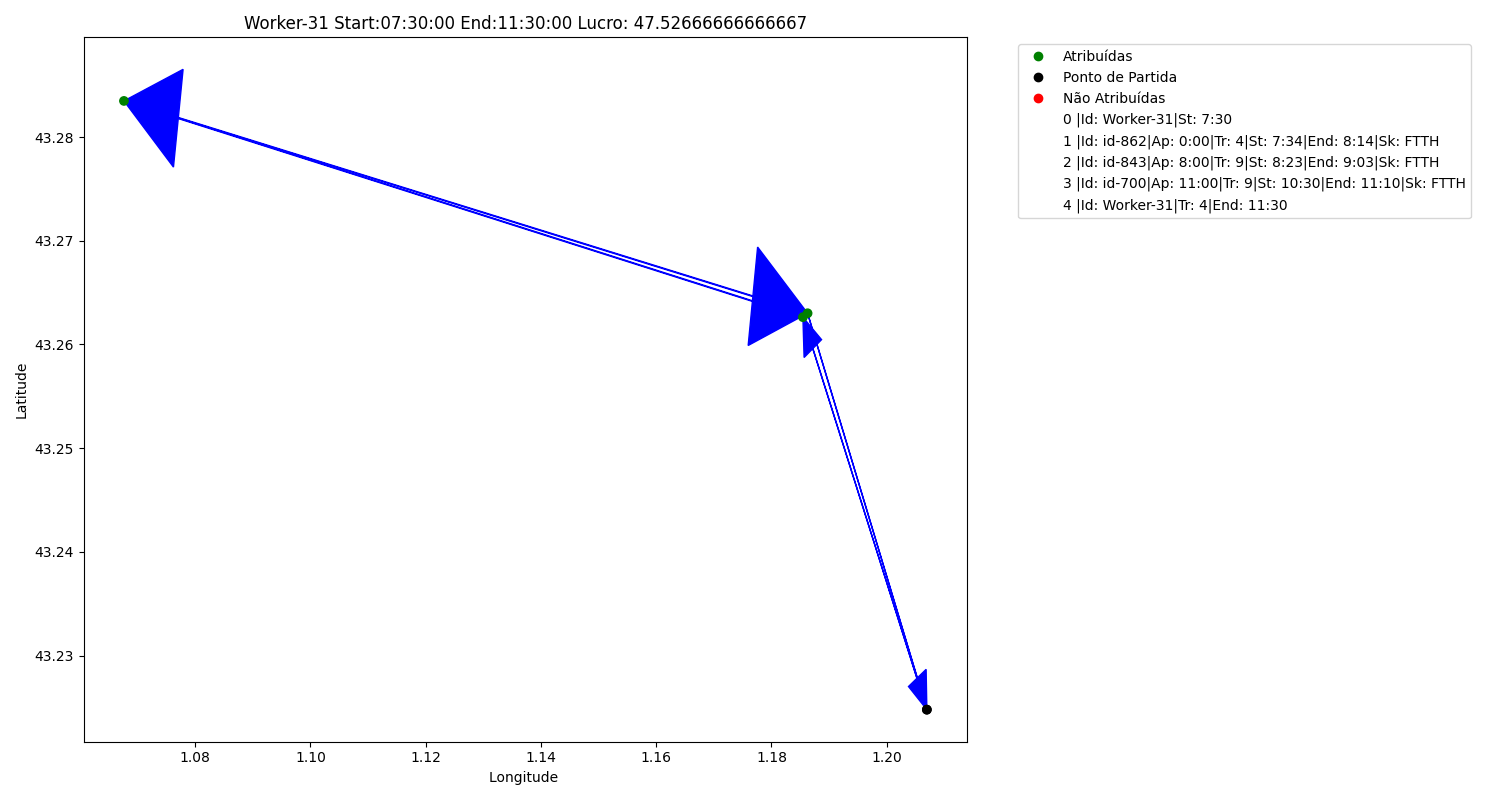 Worker-31 Start:07:30:00 End:11:30:00 Lucro: 47.52666666666667
Atribuídas
Ponto de Partida
Não Atribuídas
0 |Id: Worker-31|St: 7:30
1 |Id: id-862|Ap: 0:00|Tr: 4|St: 7:34|End: 8:14|Sk: FTTH
2 |Id: id-843|Ap: 8:00|Tr: 9|St: 8:23|End: 9:03|Sk: FTTH
3 |Id: id-700|Ap: 11:00|Tr: 9|St: 10:30|End: 11:10|Sk: FTTH
4 |Id: Worker-31|Tr: 4|End: 11:30
43.28
43.27
43.26
43.25
43.24
43.23
Latitude
1.08 1.10 1.12 1.14 1.16 1.18 1.20
Longitude